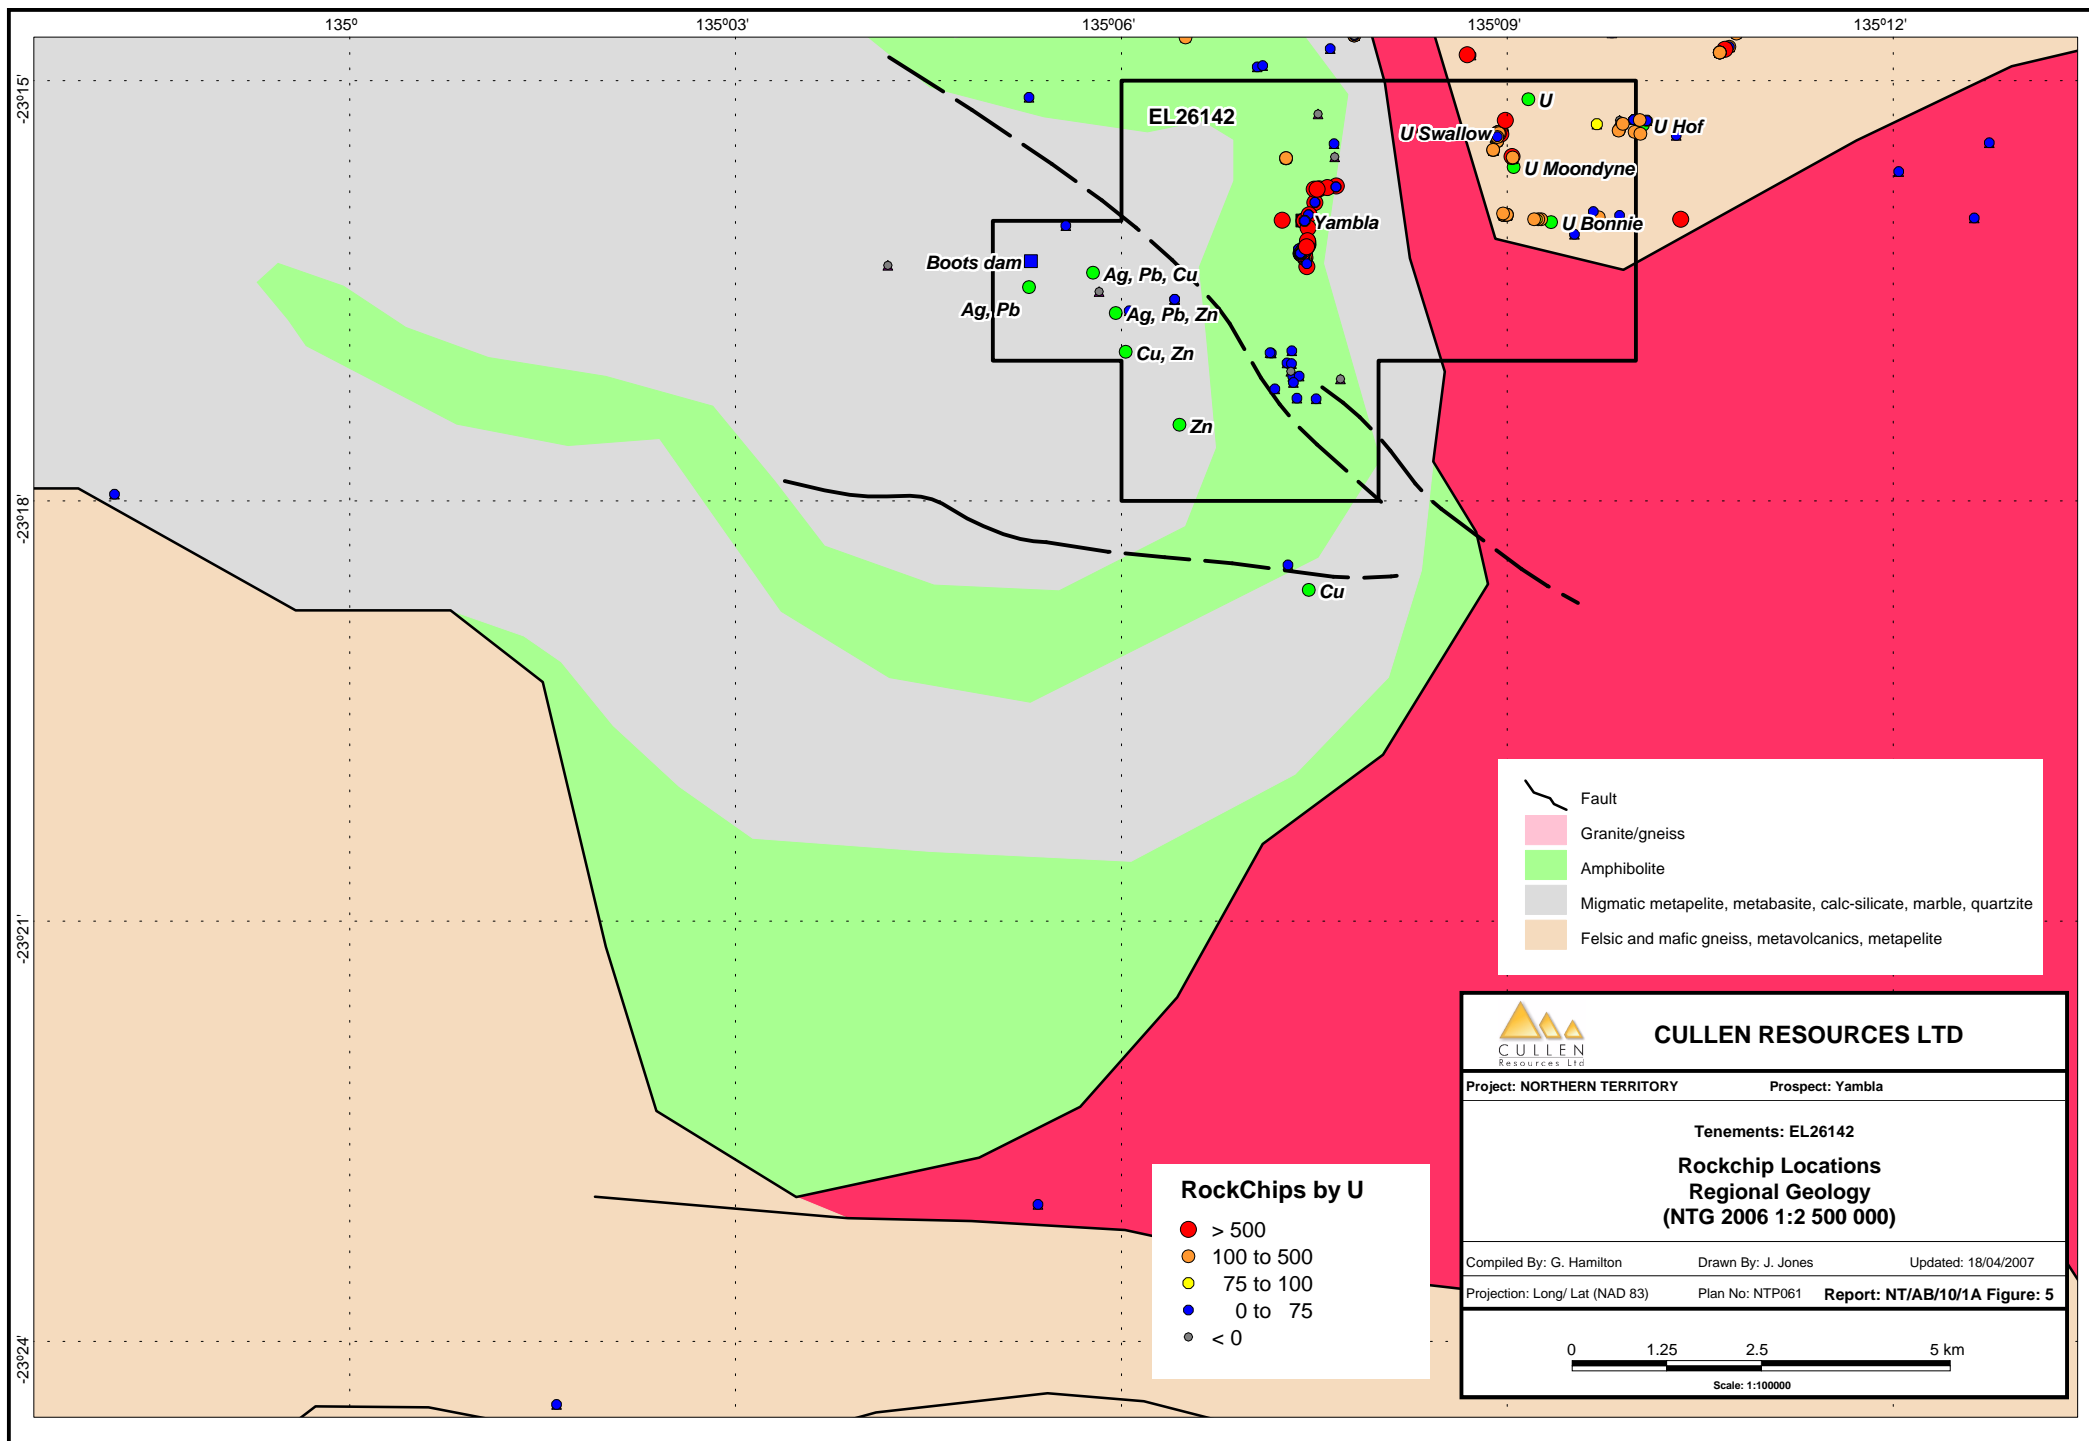 135º
135º03'
135º06'
135º09'
135º12'
-23º15'
-23º18'
-23º21'
-23º24'
EL26142
U
U Swallow
U Hof
U Moondyne
Yambla
U Bonnie
Boots dam
Ag, Pb, Cu
Ag, Pb
Ag, Pb, Zn
Cu, Zn
Zn
Cu
Fault
Granite/gneiss
Amphibolite
Migmatic metapelite, metabasite, calc-silicate, marble, quartzite
Felsic and mafic gneiss, metavolcanics, metapelite
RockChips by U
> 500
100 to 500
75 to 100
0 to 75
< 0
CULLEN
Resources Ltd
CULLEN RESOURCES LTD
Project: NORTHERN TERRITORY Prospect: Yambla
Tenements: EL26142
Rockchip Locations
Regional Geology
(NTG 2006 1:2 500 000)
Compiled By: G. Hamilton Drawn By: J. Jones Updated: 18/04/2007
Projection: Long/ Lat (NAD 83) Plan No: NTP061 Report: NT/AB/10/1A Figure: 5
0 1.25 2.5 5 km
Scale: 1:100000